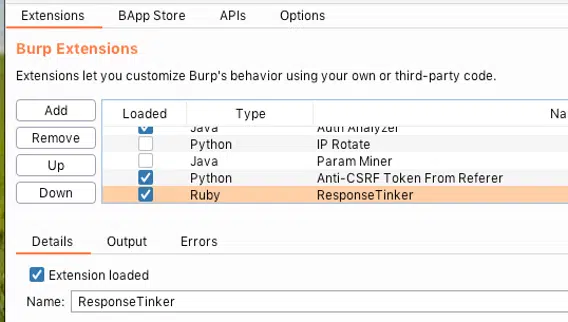 Extensions BApp Store APIs Options
Burp Extensions
Extensions let you customize Burp's behavior using your own or third-party code.
Add
Remove
Up
Down
Loaded Type Na
Java Auth Analyzer
Python IP Rotate
Java Param Miner
Python Anti-CSRF Token From Referer
Ruby ResponseTinker
Details Output Errors
Extension loaded
Name: ResponseTinker